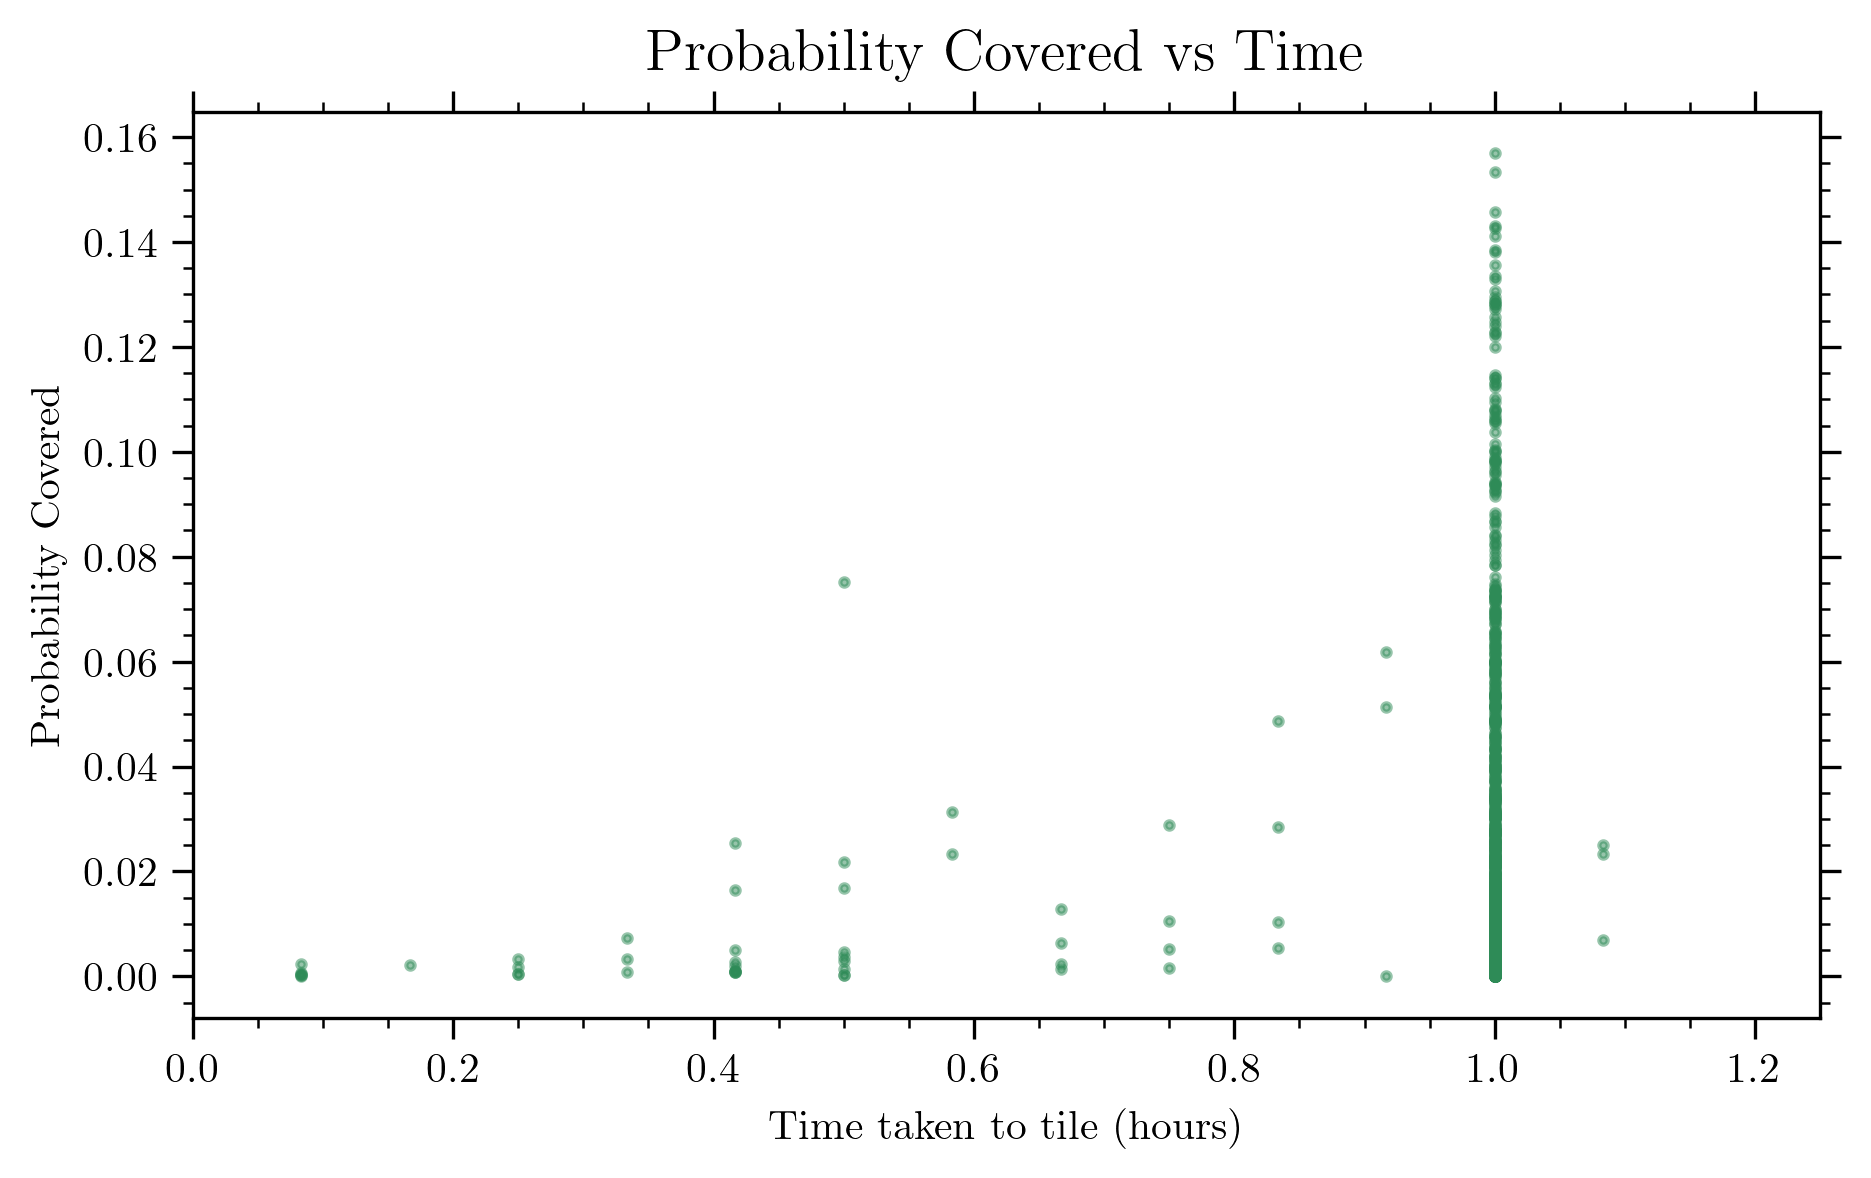 Probability Covered vs Time
0.16
0.14
0.12
0.10
0.08
0.06
0.04
0.02
0.00
Probability Covered
0.0 0.2 0.4 0.6 0.8 1.0 1.2
Time taken to tile (hours)